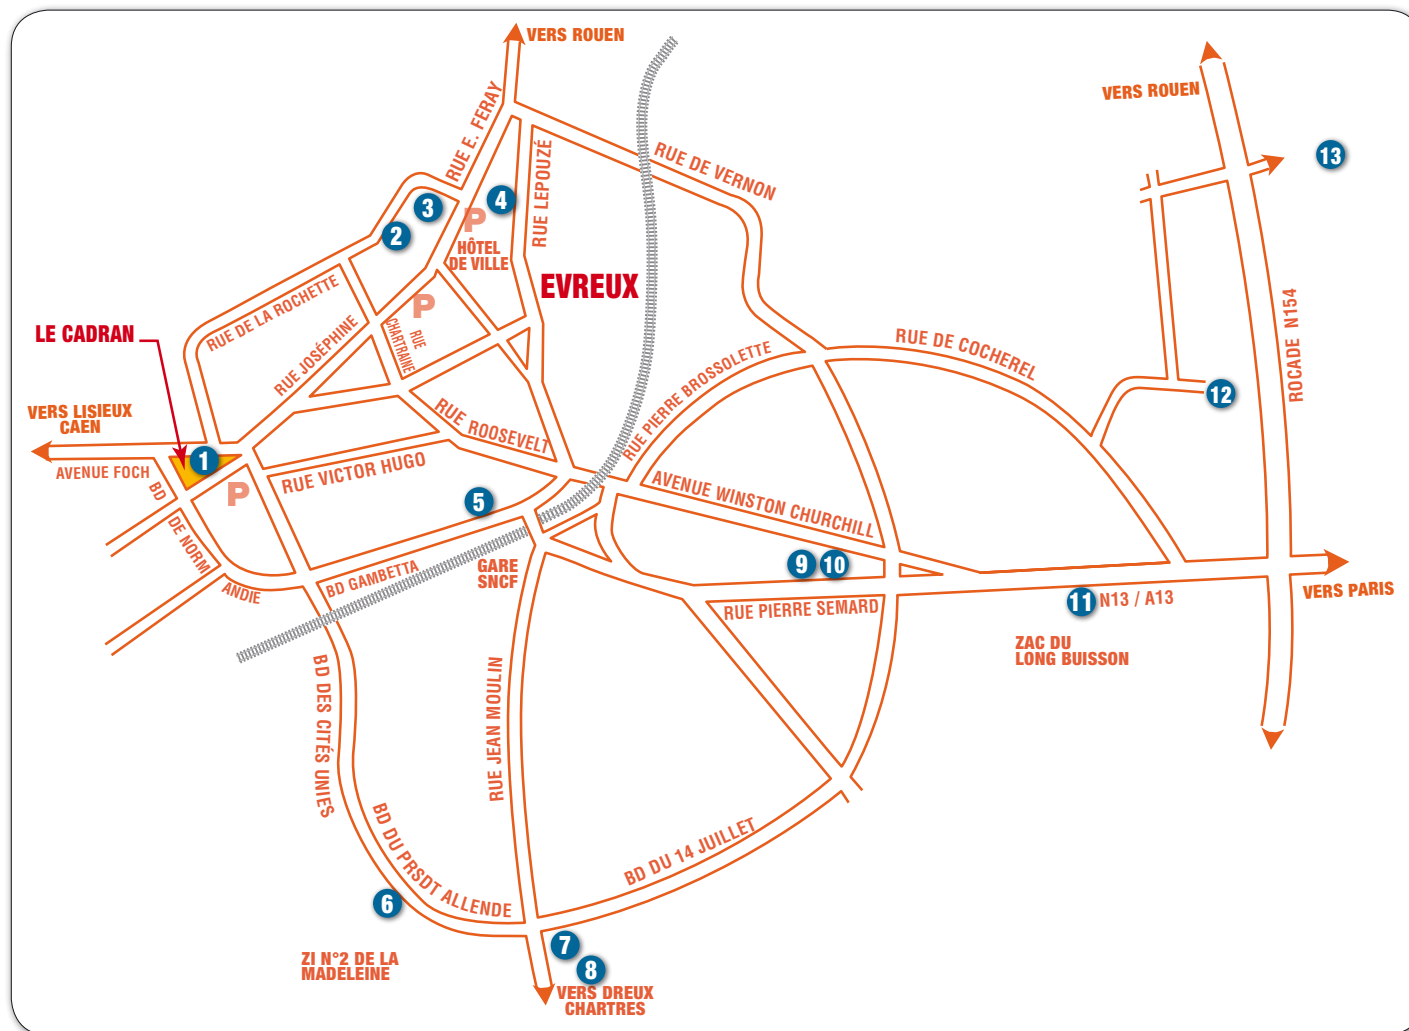 VERS ROUEN
VERS ROUEN
13
RUE E. FERAY
RUE LEPOUZÉ
RUE DE VERNON
3
4
2
P
HÔTEL
DE VILLE
EVREUX
RUE DE LA ROCHETTE
P
RUE
CHARTRAINE
RUE JOSÉPHINE
LE CADRAN
RUE PIERRE BROSSOLETTE
RUE DE COCHEREL
ROCADE N154
12
VERS LISIEUX
CAEN
AVENUE FOCH
1
RUE ROOSEVELT
RUE VICTOR HUGO
P
5
AVENUE WINSTON CHURCHILL
BD
DE NORM
ANDIE
BD GAMBETTA
GARE
SNCF
9
10
RUE PIERRE SEMARD
11
N13 / A13
VERS PARIS
ZAC DU
LONG BUISSON
BD DES CITÉS UNIES
RUE JEAN MOULIN
BD DU PRSDT ALLENDE
BD DU 14 JUILLET
6
7
8
ZI N°2 DE LA
MADELEINE
VERS DREUX
CHARTRES